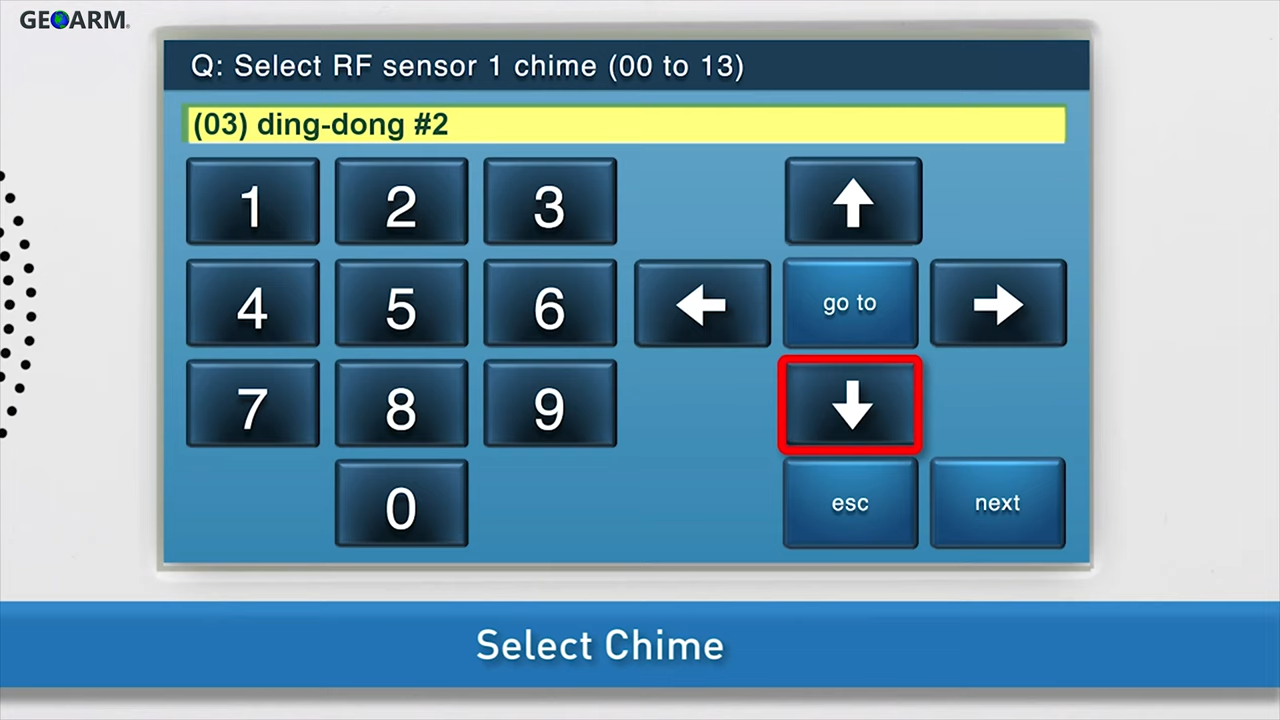 GEOARM
Q: Select RF sensor 1 chime (00 to 13)
(03) ding-dong #2
1 2 3
4 5 6 go to
7 8 9
0 esc next
Select Chime